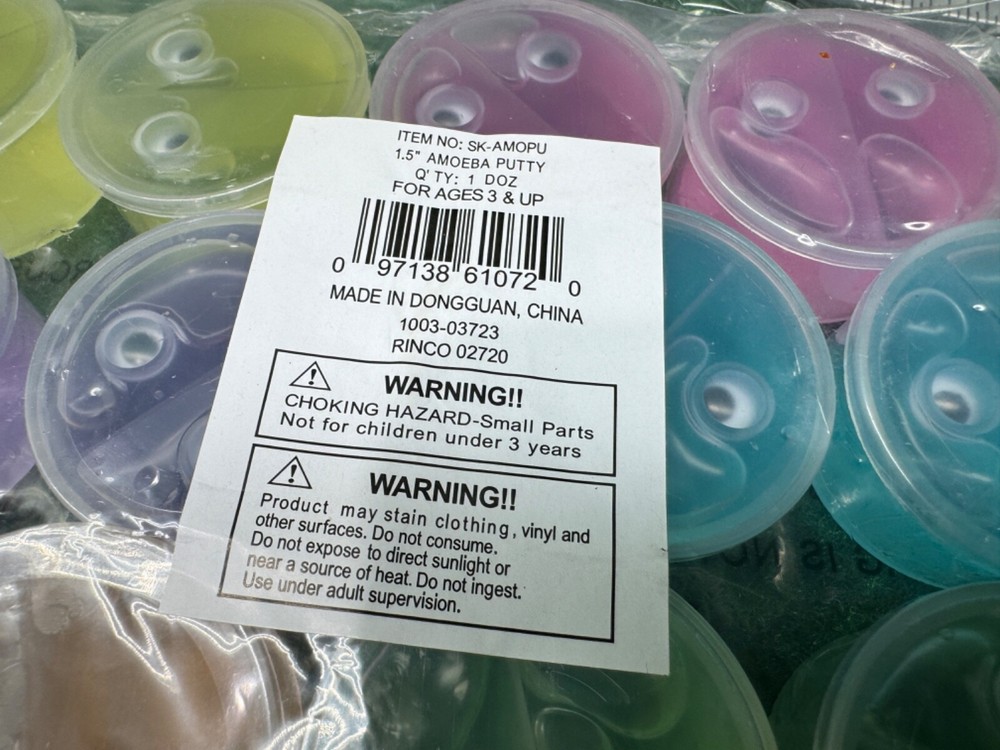 ITEM NO: SK-AMOPU
1.5" AMOEBA PUTTY
Q' TY: 1 DOZ
FOR AGES 3 & UP
0 97138 61072 0
MADE IN DONGGUAN, CHINA
1003-03723
RINCO 02720
WARNING!!
CHOKING HAZARD-Small Parts
Not for children under 3 years
WARNING!!
Product may stain clothing, vinyl and
other surfaces. Do not consume.
Do not expose to direct sunlight or
near a source of heat. Do not ingest.
Use under adult supervision.
IS